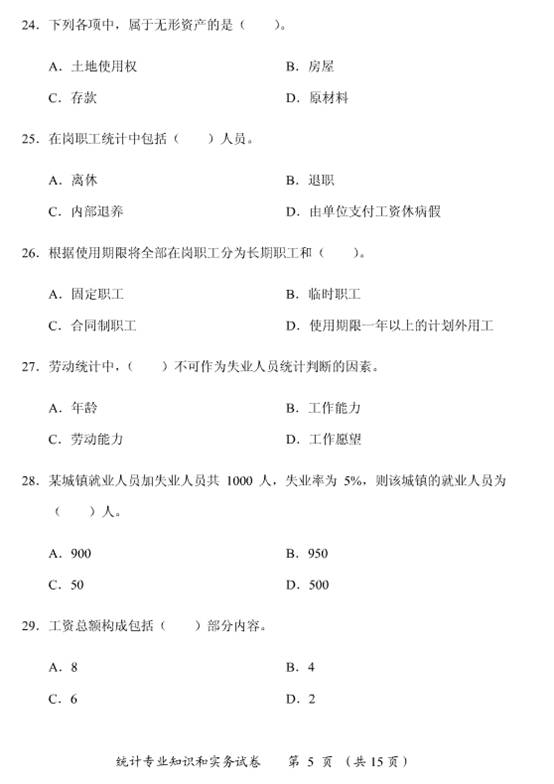 24．下列各项中，属于无形资产的是（　　）。
A．土地使用权　　B．房屋
C．存款　　D．原材料
25．在岗职工统计中包括（　　）人员。
A．离休　　B．退职
C．内部退养　　D．由单位支付工资休病假
26．根据使用期限将全部在岗职工分为长期职工和（　　）。
A．固定职工　　B．临时职工
C．合同制职工　　D．使用期限一年以上的计划外用工
27．劳动统计中，（　　）不可作为失业人员统计判断的因素。
A．年龄　　B．工作能力
C．劳动能力　　D．工作愿望
28．某城镇就业人员加失业人员共 1000 人，失业率为 5%，则该城镇的就业人员为
（　　）人。
A．900　　B．950
C．50　　D．500
29．工资总额构成包括（　　）部分内容。
A．8　　B．4
C．6　　D．2
统计专业知识和实务试卷　　第 5 页 （共15页）